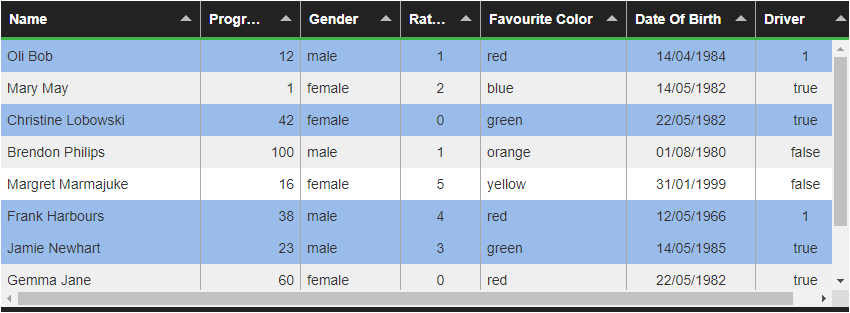 Name Progr… Gender Rat… Favourite Color Date Of Birth Driver
Oli Bob 12 male 1 red 14/04/1984 1
Mary May 1 female 2 blue 14/05/1982 true
Christine Lobowski 42 female 0 green 22/05/1982 true
Brendon Philips 100 male 1 orange 01/08/1980 false
Margret Marmajuke 16 female 5 yellow 31/01/1999 false
Frank Harbours 38 male 4 red 12/05/1966 1
Jamie Newhart 23 male 3 green 14/05/1985 true
Gemma Jane 60 female 0 red 22/05/1982 true